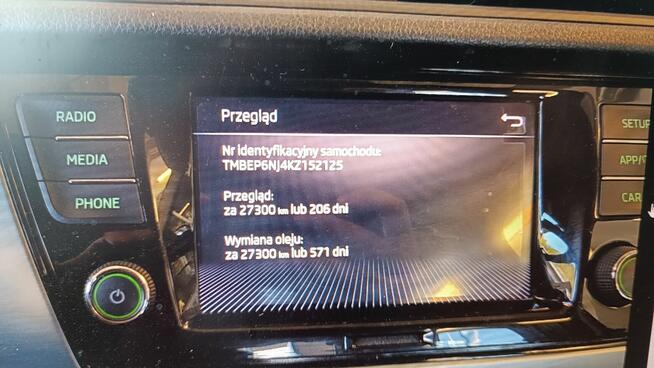 RADIO
MEDIA
PHONE
Przegląd
Nr identyfikacyjny samochodu:
TMBEP6NJ4KZ152125
Przegląd:
za 27300 km lub 206 dni
Wymiana oleju:
za 27300 km lub 571 dni
SETUP
APP/
CAR